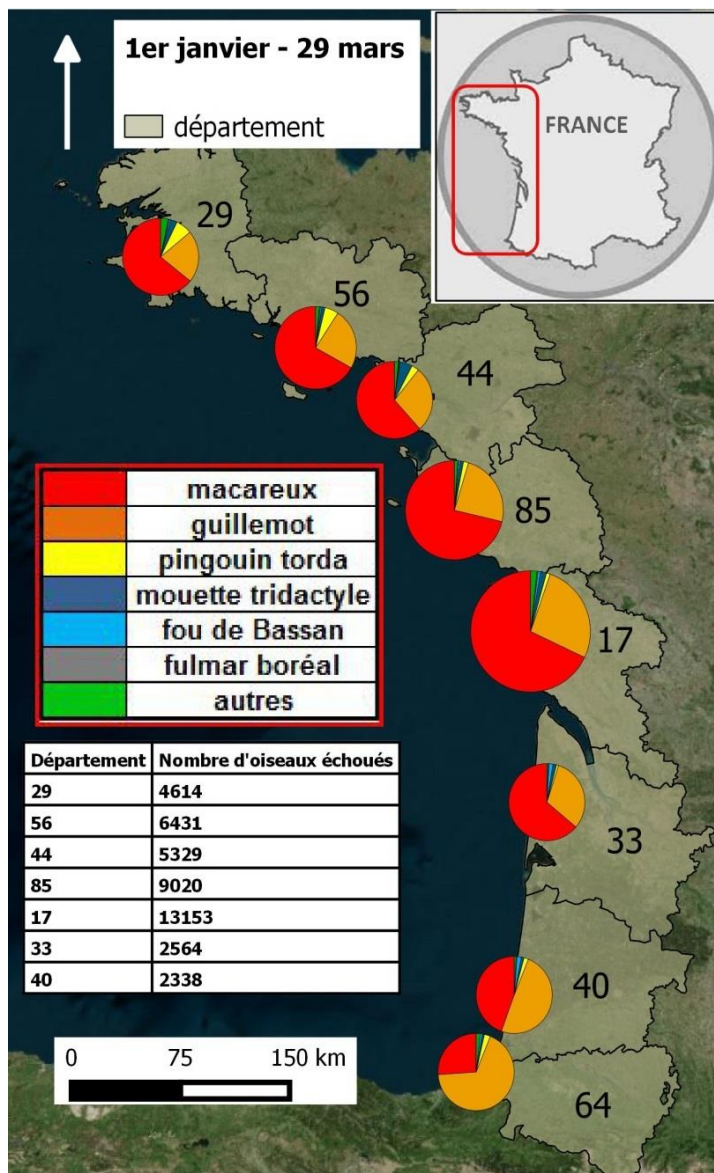 1er janvier - 29 mars
département
FRANCE
29
56
44
85
17
33
40
64
macareux
guillemot
pingouin torda
mouette tridactyle
fou de Bassan
fulmar boréal
autres
Département Nombre d'oiseaux échoués
29 4614
56 6431
44 5329
85 9020
17 13153
33 2564
40 2338
0 75 150 km